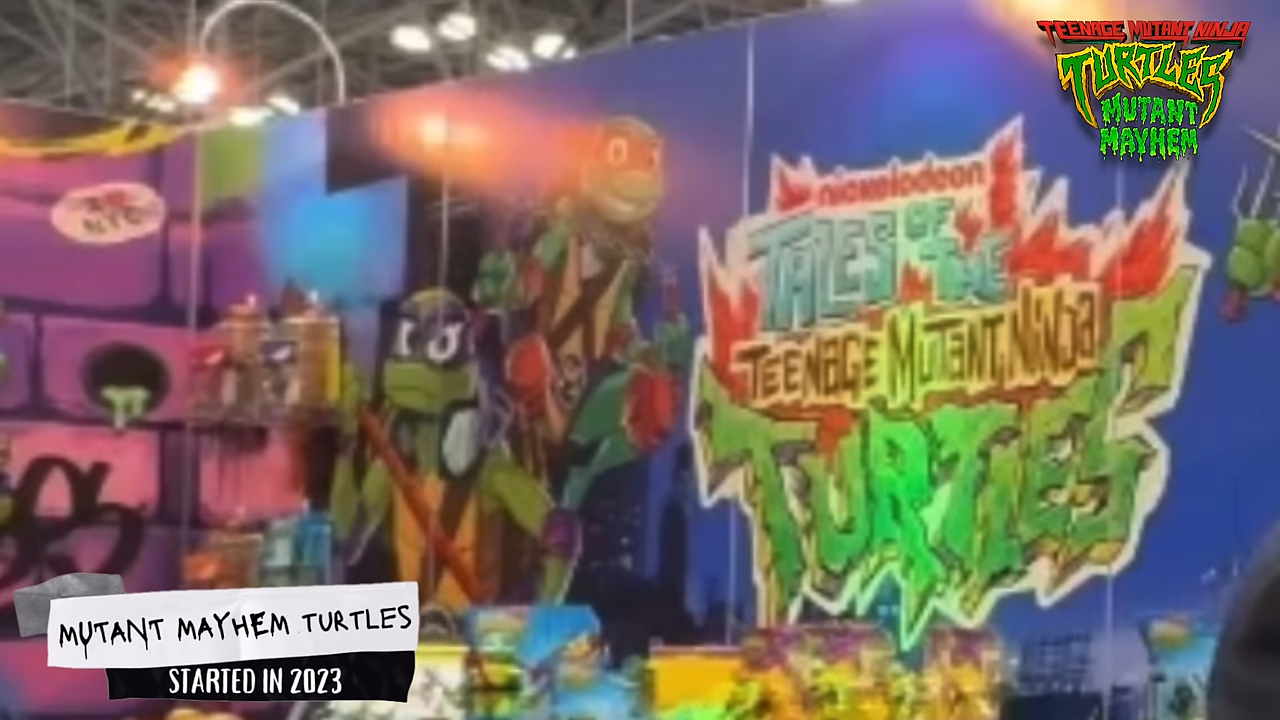 TEENAGE MUTANT NINJA
TURTLES
MUTANT
MAYHEM
nickelodeon
TALES OF THE
TEENAGE MUTANT NINJA
TURTLES
NYC
MUTANT MAYHEM TURTLES
STARTED IN 2023